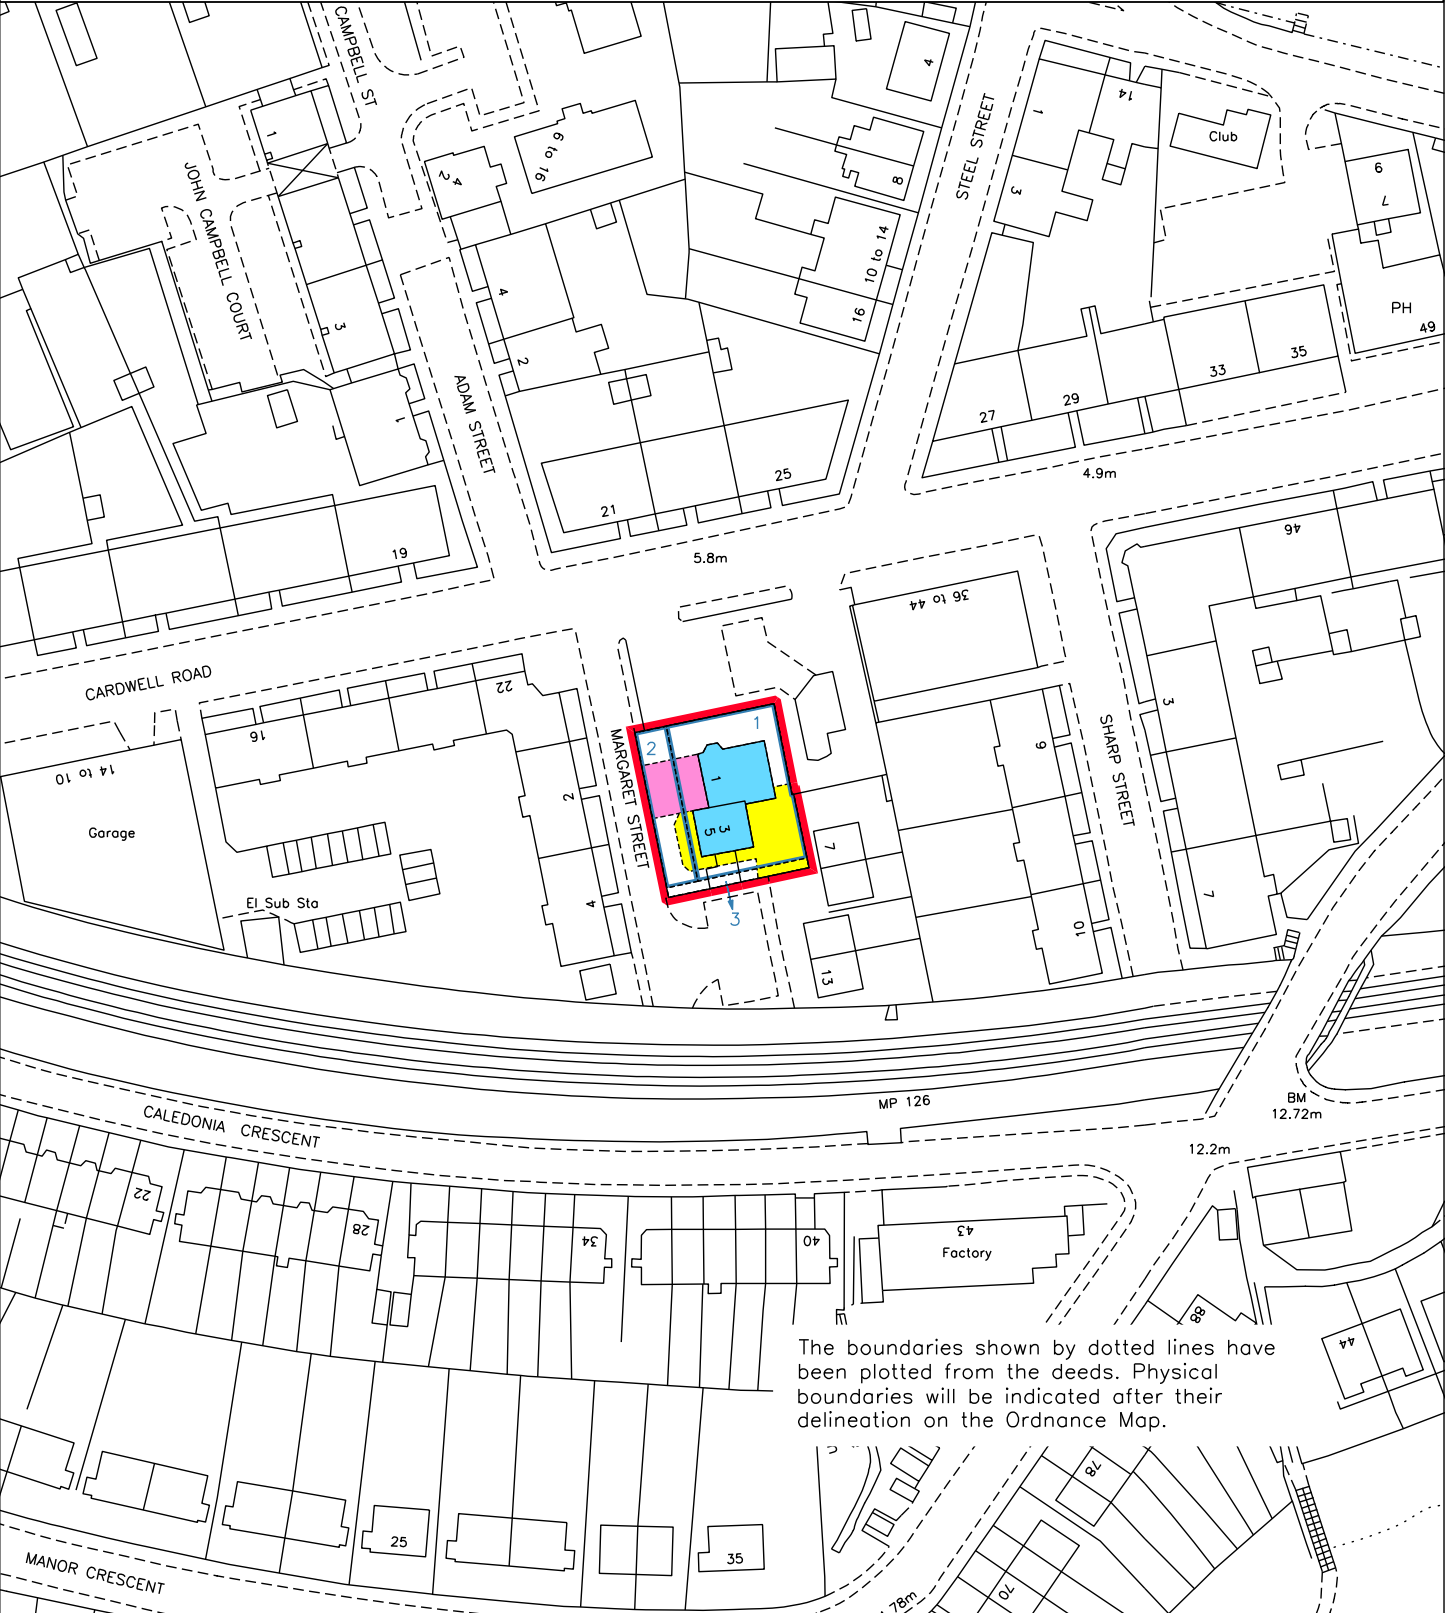 CAMPBELL ST
4
1
14
Club
6
7
1
6 to 16
2
4
8
3
STEEL STREET
JOHN CAMPBELL COURT
10 to 14
4
3
16
PH
49
2
33
35
29
27
1
ADAM STREET
25
4.9m
21
19
5.8m
46
36 to 44
CARDWELL ROAD
22
16
3
1
2
MARGARET STREET
9
SHARP STREET
14 to 10
1
2
Garage
5
3
7
El Sub Sta
4
7
3
10
13
MP 126
BM
12.72m
CALEDONIA CRESCENT
12.2m
22
28
34
40
43
Factory
88
44
The boundaries shown by dotted lines have
been plotted from the deeds. Physical
boundaries will be indicated after their
delineation on the Ordnance Map.
78
25
35
MANOR CRESCENT
70
.78m